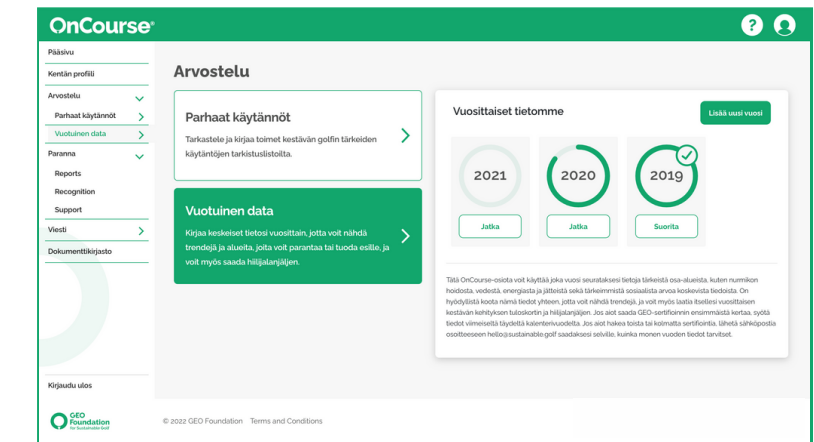 OnCourse®
?
Pääsivu
Kentän profiili
Arvostelu
Parhaat käytännöt
Vuotuinen data
Paranna
Reports
Recognition
Support
Viesti
Dokumenttikirjasto
Kirjaudu ulos
GEO
Foundation
for Sustainable Golf
Arvostelu
Parhaat käytännöt
Tarkastele ja kirjaa toimet kestävän golfin tärkeiden
käytäntöjen tarkistuslistoilta.
Vuotuinen data
Kirjaa keskeiset tietosi vuosittain, jotta voit nähdä
trendejä ja alueita, joita voit parantaa tai tuoda esille, ja
voit myös saada hiilijalanjäljen.
Vuosittaiset tietomme
Lisää uusi vuosi
2021
2020
2019
Jatka
Jatka
Suorita
Tätä OnCourse-osiota voit käyttää joka vuosi seurataksesi tietoja tärkeistä osa-alueista, kuten nurmikon
hoidosta, vedestä, energiasta ja jätteistä sekä tärkeimmistä sosiaalista arvoa koskevista tiedoista. On
hyödyllistä koota nämä tiedot yhteen, jotta voit nähdä trendejä, ja voit myös laatia itsellesi vuosittaisen
kestävän kehityksen tuloskortin ja hiilijalanjäljen. Jos aiot saada GEO-sertifioinnin ensimmäistä kertaa, syötä
tiedot viimeiseltä täydeltä kalenterivuodelta. Jos aiot hakea toista tai kolmatta sertifiointia, lähetä sähköpostia
osoitteeseen hello@sustainable.golf saadaksesi selville, kuinka monen vuoden tiedot tarvitset.
© 2022 GEO Foundation Terms and Conditions